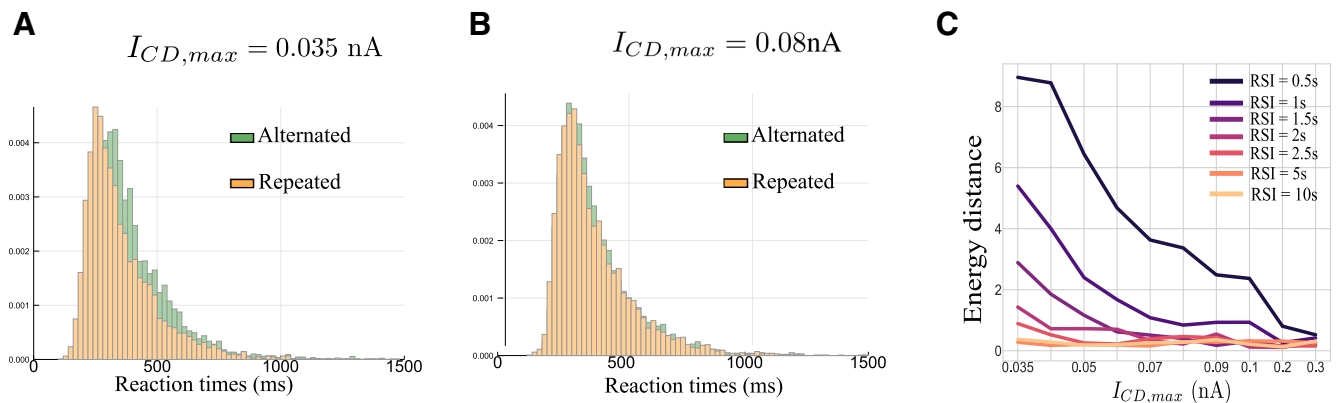 A
I_{CD,max} = 0.035 nA
0.004
0.003
0.002
0.001
0.000
0
500
1000
1500
Alternated
Repeated
Reaction times (ms)
B
I_{CD,max} = 0.08nA
0.004
0.003
0.002
0.001
0.000
0
500
1000
1500
Alternated
Repeated
Reaction times (ms)
C
Energy distance
8
6
4
2
0
0.035
0.05
0.07
0.09
0.1
0.2
0.3
I_{CD,max} (nA)
RSI = 0.5s
RSI = 1s
RSI = 1.5s
RSI = 2s
RSI = 2.5s
RSI = 5s
RSI = 10s